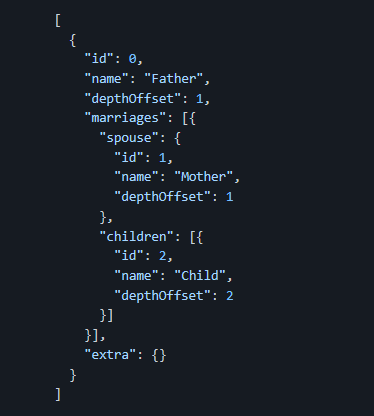 [
  {
    "id": 0,
    "name": "Father",
    "depthOffset": 1,
    "marriages": [{
      "spouse": {
        "id": 1,
        "name": "Mother",
        "depthOffset": 1
      },
      "children": [{
        "id": 2,
        "name": "Child",
        "depthOffset": 2
      }]
    }],
    "extra": {}
  }
]